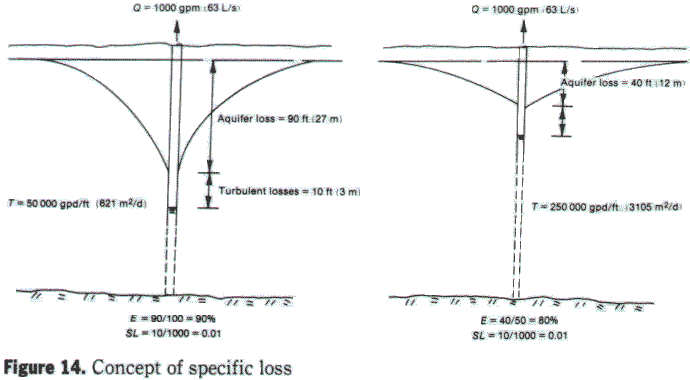 Q = 1000 gpm (63 L/s)
Aquifer loss = 90 ft (27 m)
Turbulent losses = 10 ft (3 m)
T = 50 000 gpd/ft (621 m²/d)
E = 90/100 = 90%
SL = 10/1000 = 0.01
Q = 1000 gpm (63 L/s)
Aquifer loss = 40 ft (12 m)
T = 250 000 gpd/ft (3105 m²/d)
E = 40/50 = 80%
SL = 10/1000 = 0.01
Figure 14. Concept of specific loss